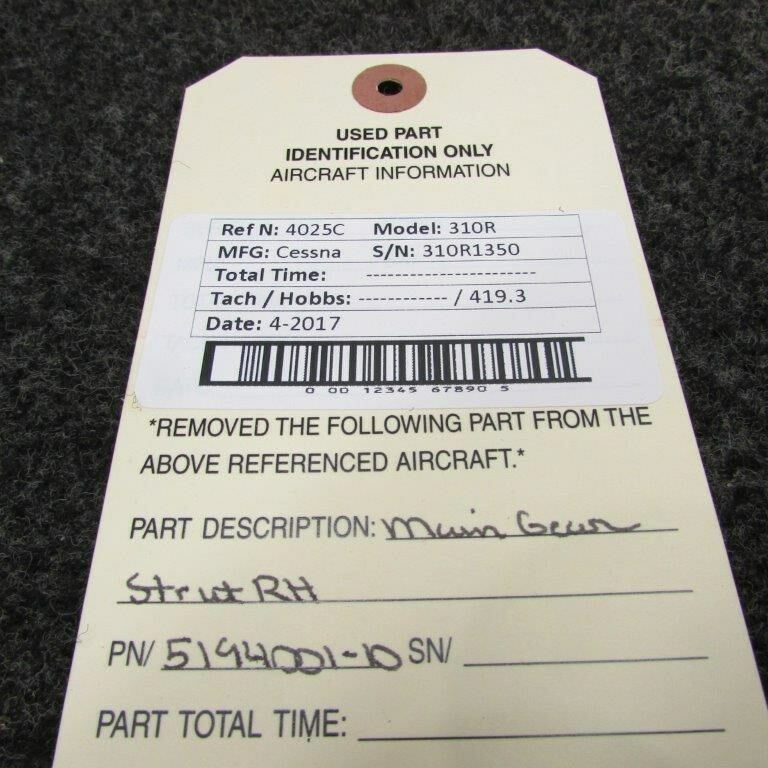 USED PART
IDENTIFICATION ONLY
AIRCRAFT INFORMATION
Ref N: 4025C Model: 310R
MFG: Cessna S/N: 310R1350
Total Time: -----------------------
Tach / Hobbs: ------------ / 419.3
Date: 4-2017
0 00 12345 67890 5
*REMOVED THE FOLLOWING PART FROM THE
ABOVE REFERENCED AIRCRAFT.*
PART DESCRIPTION: Main Gear
Strut RH
PN/ 5194001-10 SN/
PART TOTAL TIME: